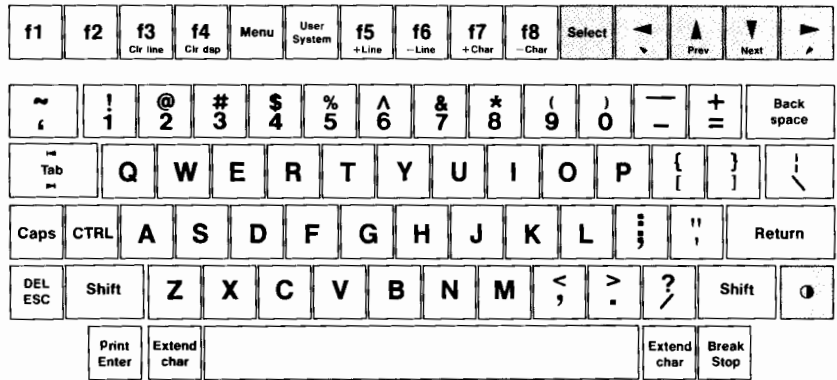 f1 f2 f3 f4 Menu User f5 f6 f7 f8 Select
Clr line Clr dsp System +Line −Line +Char −Char Prev Next
~ ! @ # $ % ^ & * ( ) — + Back
` 1 2 3 4 5 6 7 8 9 0 − = space
Tab Q W E R T Y U I O P { } ¦
[ ] \
Caps CTRL A S D F G H J K L : " Return
; '
DEL Shift Z X C V B N M < > ? Shift
ESC , . /
Print Extend Extend Break
Enter char char Stop